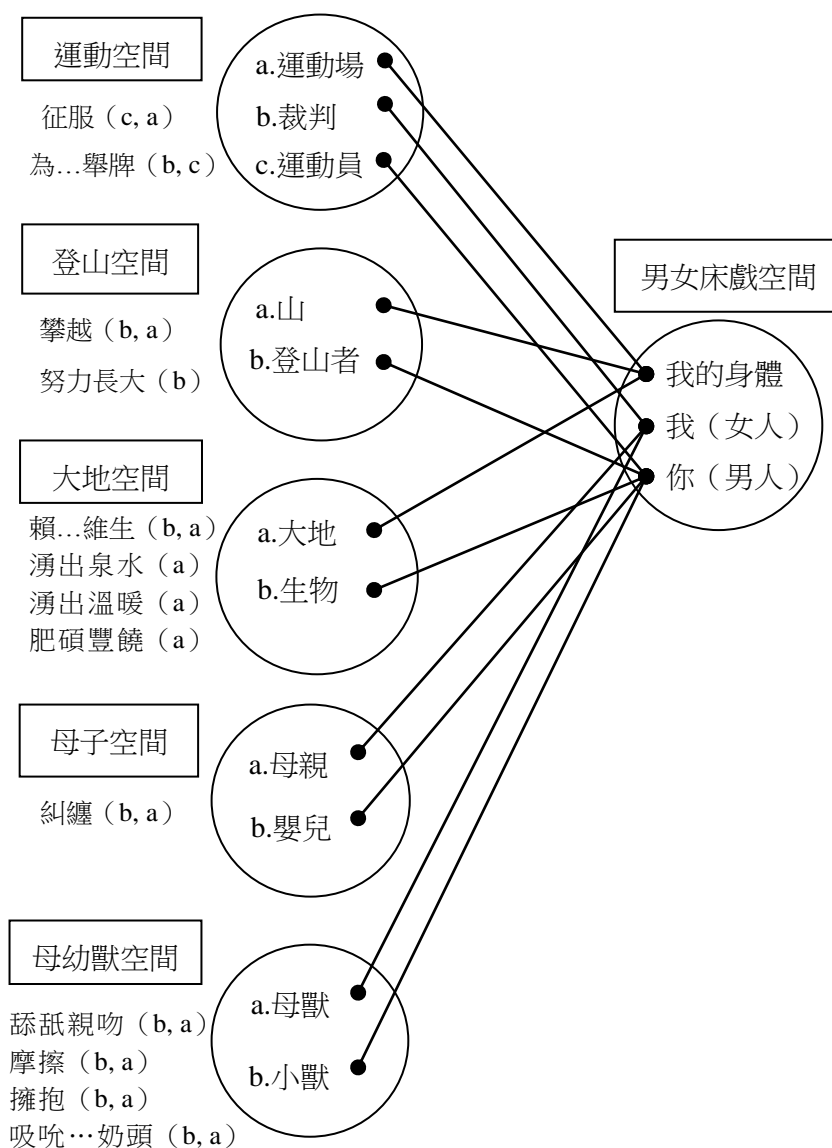 運動空間
征服（c, a）
為…舉牌（b, c）
a.運動場
b.裁判
c.運動員
登山空間
攀越（b, a）
努力長大（b）
a.山
b.登山者
男女床戲空間
我的身體
我（女人）
你（男人）
大地空間
賴…維生（b, a）
湧出泉水（a）
湧出溫暖（a）
肥碩豐饒（a）
a.大地
b.生物
母子空間
糾纏（b, a）
a.母親
b.嬰兒
母幼獸空間
舔舐親吻（b, a）
摩擦（b, a）
擁抱（b, a）
吸吮…奶頭（b, a）
a.母獸
b.小獸